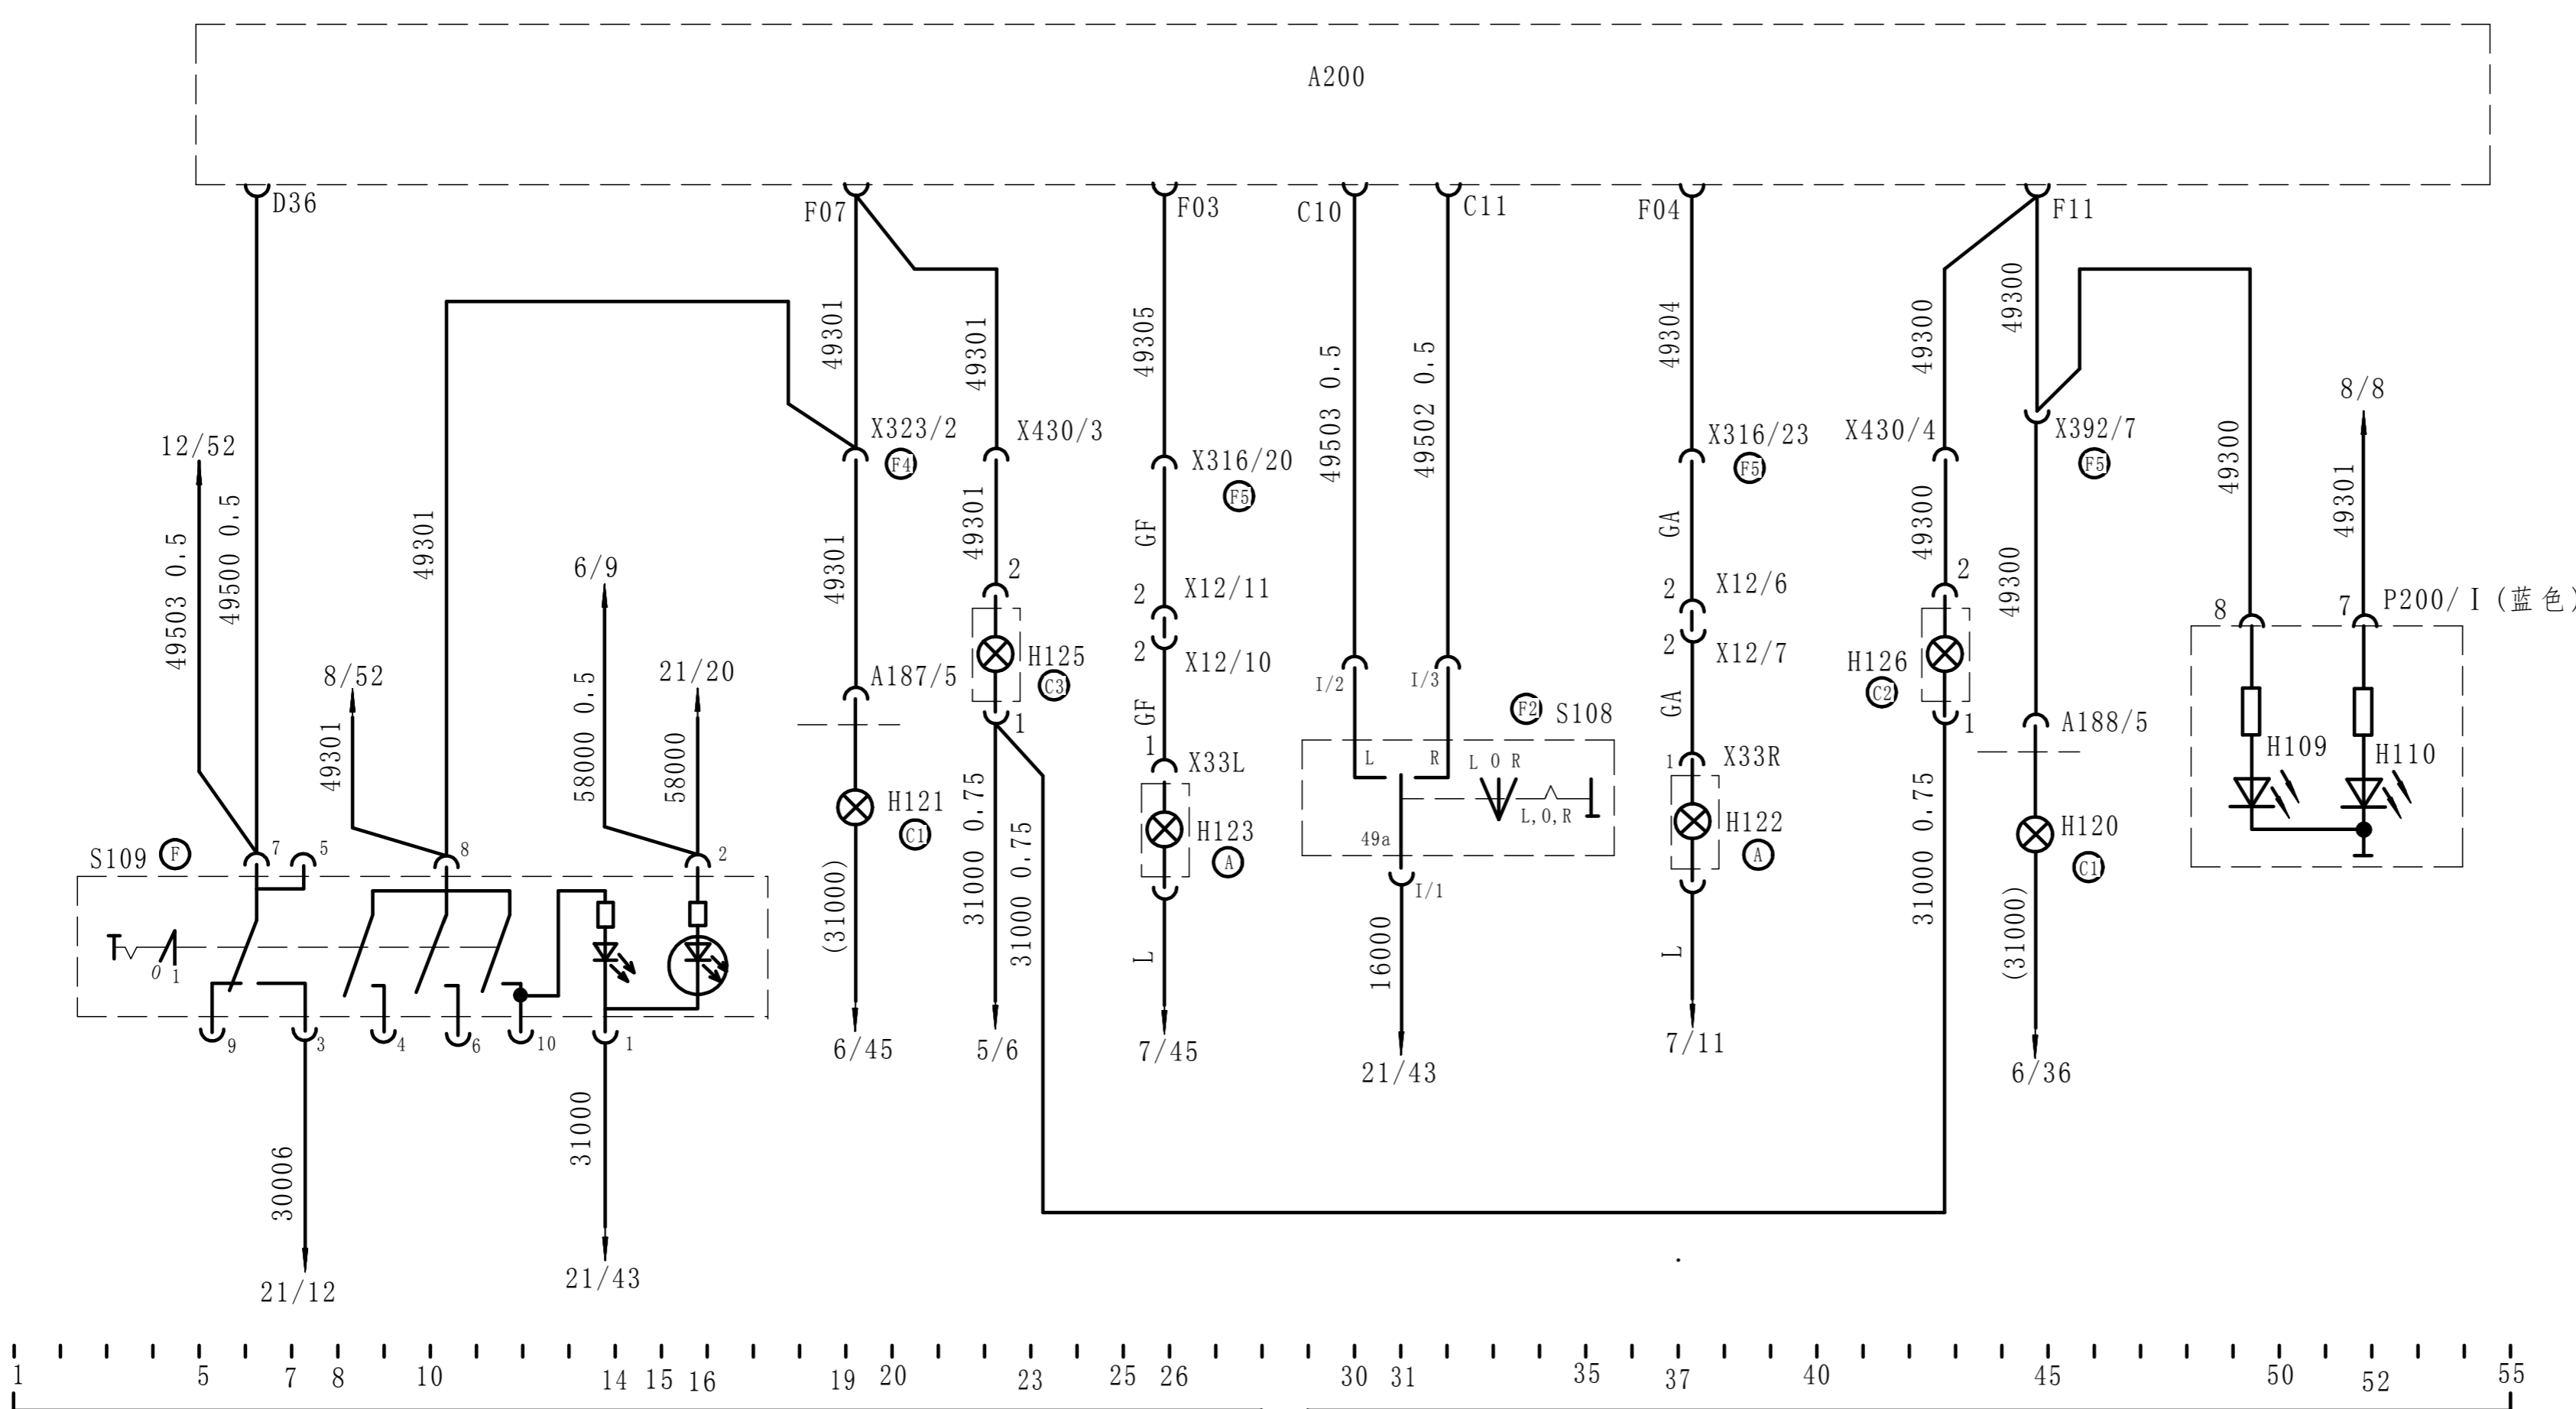 A200
D36
F07
F03
C10
C11
F04
F11
49301
49301
49305
49503 0.5
49502 0.5
49304
49300
49300
8/8
12/52
X323/2
F4
X430/3
X316/20
F5
X316/23
F5
X430/4
X392/7
F5
49300
49301
49503 0.5
49500 0.5
49301
6/9
49301
49301
GF
GA
49300
49300
2
2
X12/11
2
X12/6
2
P200/I(蓝色)
8
7
8/52
58000 0.5
21/20
A187/5
H125
C3
2
X12/10
I/2
I/3
2
X12/7
H126
C2
A188/5
49301
58000
1
GF
F2
S108
GA
1
H109
H110
1
X33L
L
R
L O R
L,O,R
1
X33R
H121
C1
31000 0.75
31000 0.75
H123
A
49a
H122
A
31000 0.75
H120
C1
S109
F
7
5
8
2
(31000)
I/1
(31000)
0 1
L
16000
L
9
3
4
6
10
1
6/45
5/6
7/45
21/43
7/11
6/36
30006
31000
21/12
21/43
1 5 7 8 10 14 15 16 19 20 23 25 26 30 31 35 37 40 45 50 52 55